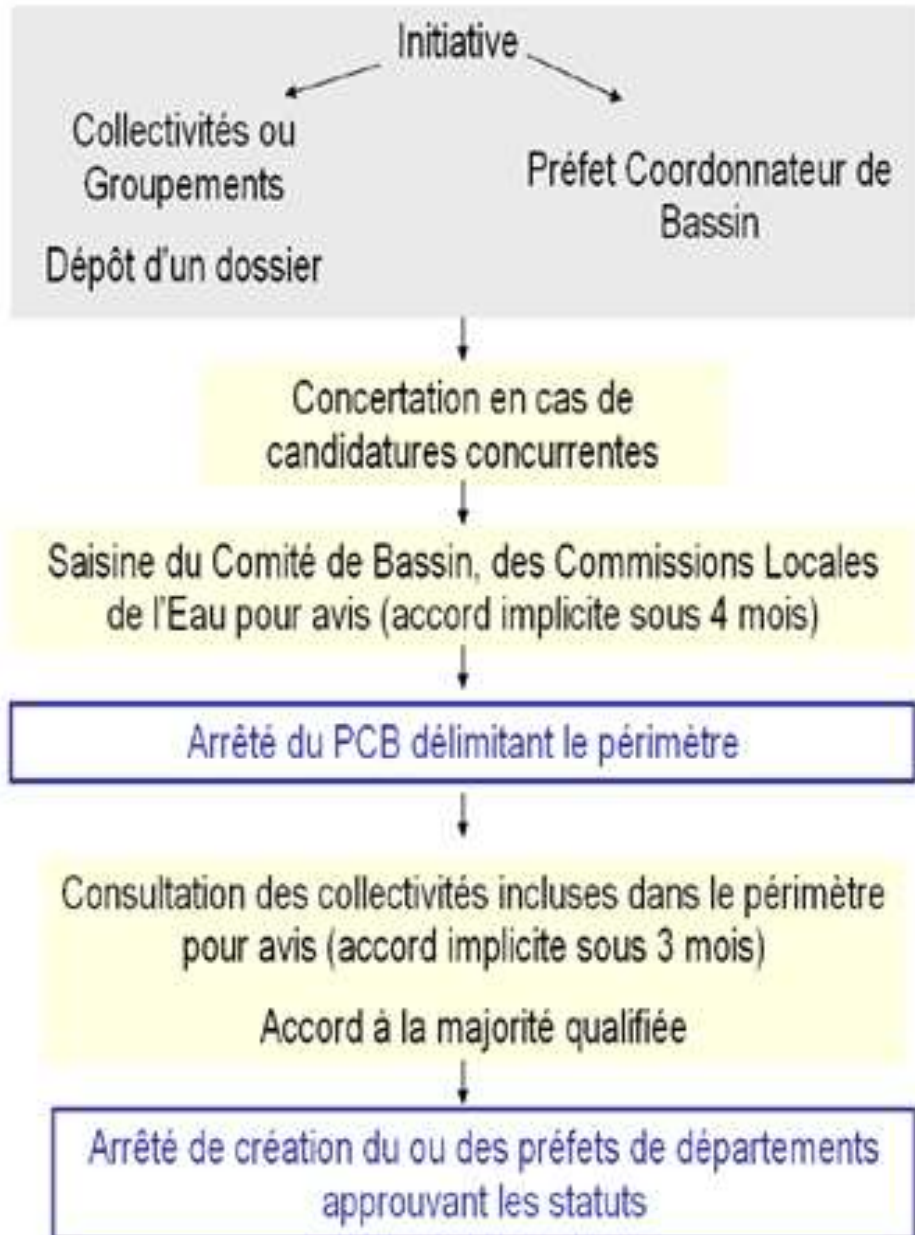 Initiative
Collectivités ou
Groupements
Dépôt d'un dossier
Préfet Coordonnateur de
Bassin
Concertation en cas de
candidatures concurrentes
Saisine du Comité de Bassin, des Commissions Locales
de l'Eau pour avis (accord implicite sous 4 mois)
Arrêté du PCB délimitant le périmètre
Consultation des collectivités incluses dans le périmètre
pour avis (accord implicite sous 3 mois)
Accord à la majorité qualifiée
Arrêté de création du ou des préfets de départements
approuvant les statuts